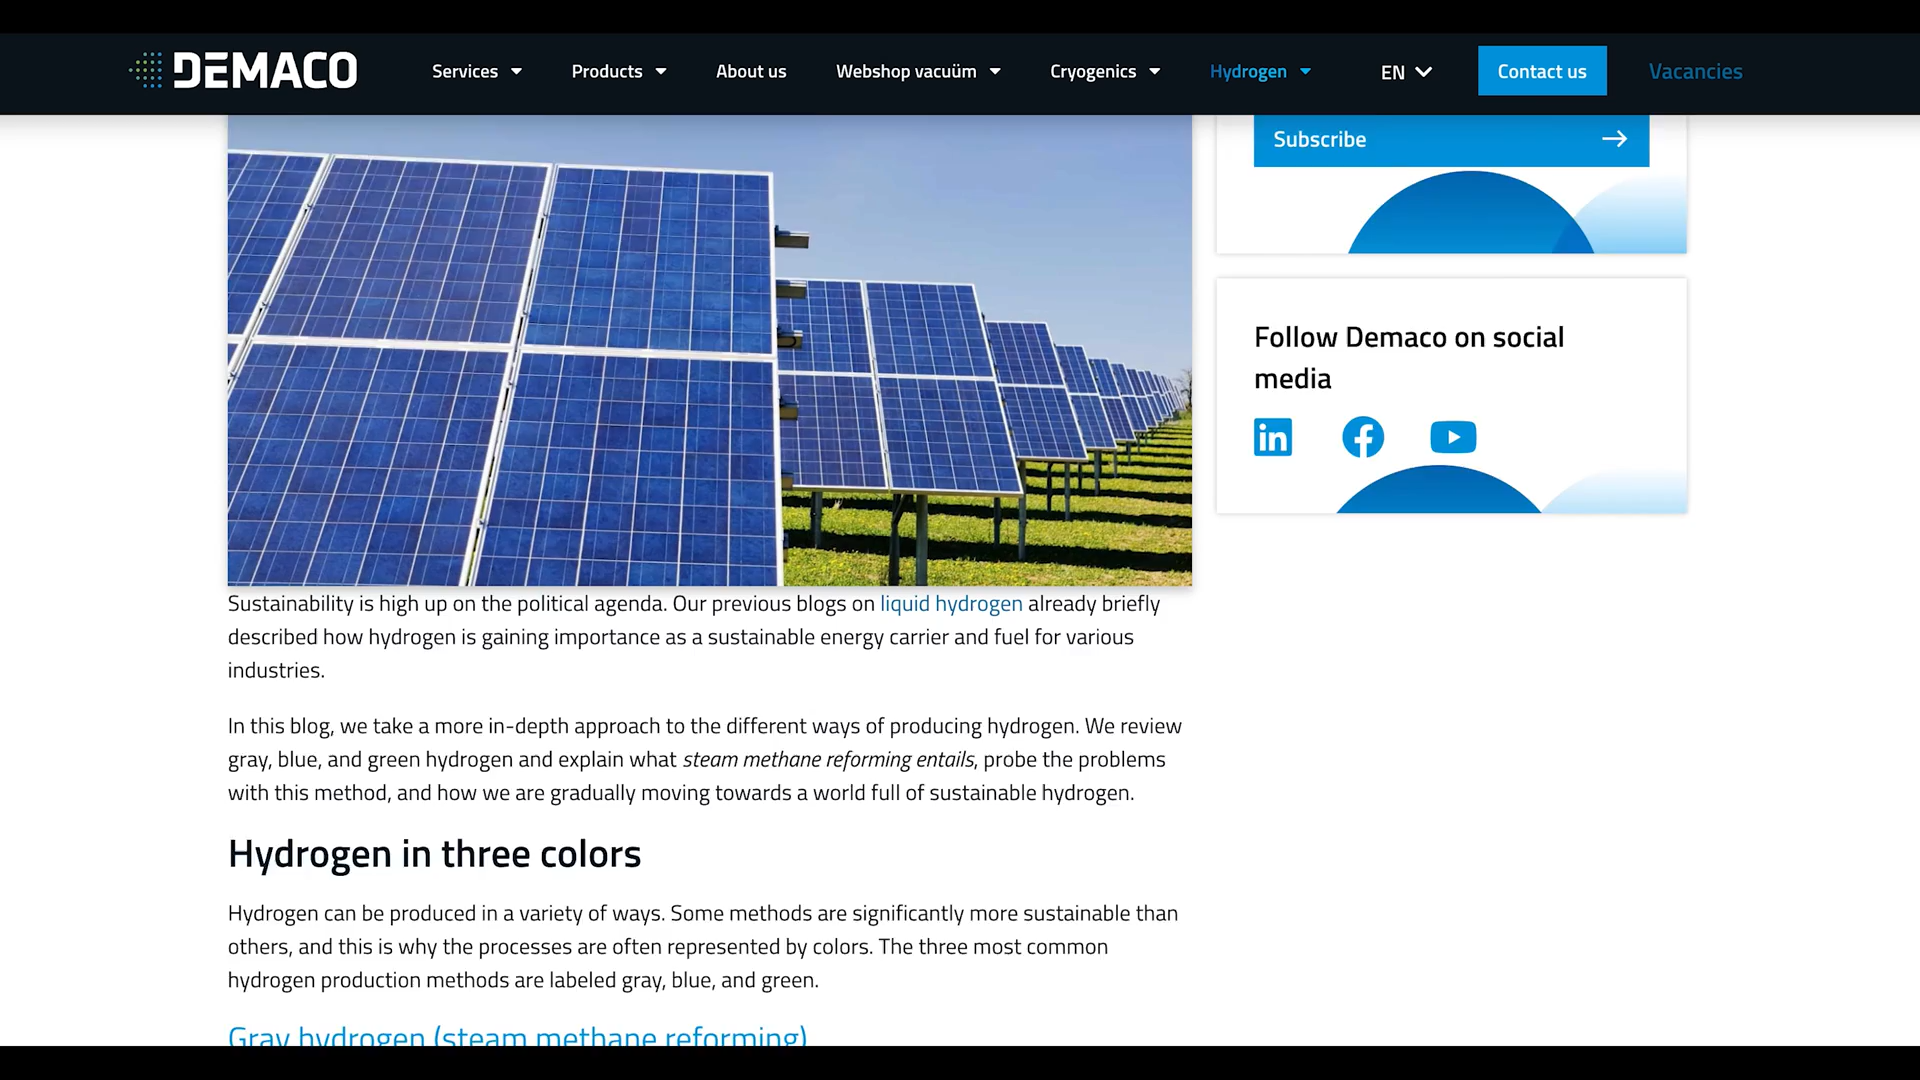 DEMACO
Services
Products
About us
Webshop vacuüm
Cryogenics
Hydrogen
EN
Contact us
Vacancies
Subscribe
Follow Demaco on social
media
Sustainability is high up on the political agenda. Our previous blogs on liquid hydrogen already briefly
described how hydrogen is gaining importance as a sustainable energy carrier and fuel for various
industries.
In this blog, we take a more in-depth approach to the different ways of producing hydrogen. We review
gray, blue, and green hydrogen and explain what steam methane reforming entails, probe the problems
with this method, and how we are gradually moving towards a world full of sustainable hydrogen.
Hydrogen in three colors
Hydrogen can be produced in a variety of ways. Some methods are significantly more sustainable than
others, and this is why the processes are often represented by colors. The three most common
hydrogen production methods are labeled gray, blue, and green.
Gray hydrogen (steam methane reforming)